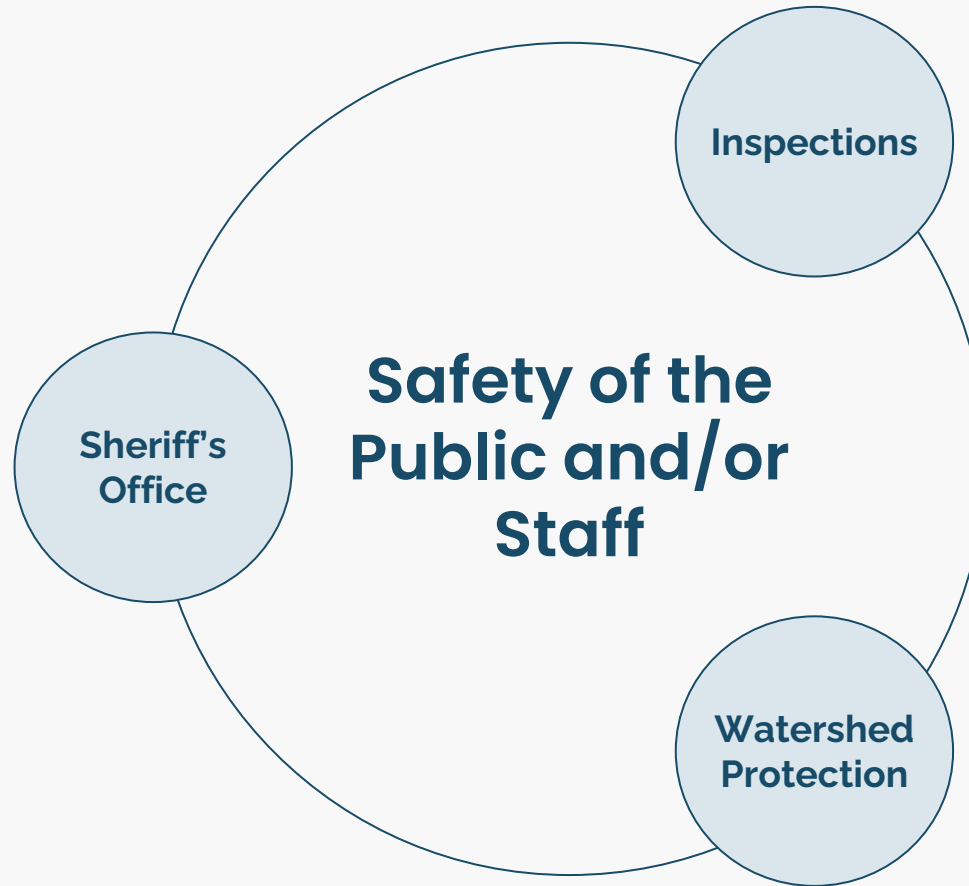 Inspections
Safety of the
Public and/or
Staff
Sheriff’s
Office
Watershed
Protection